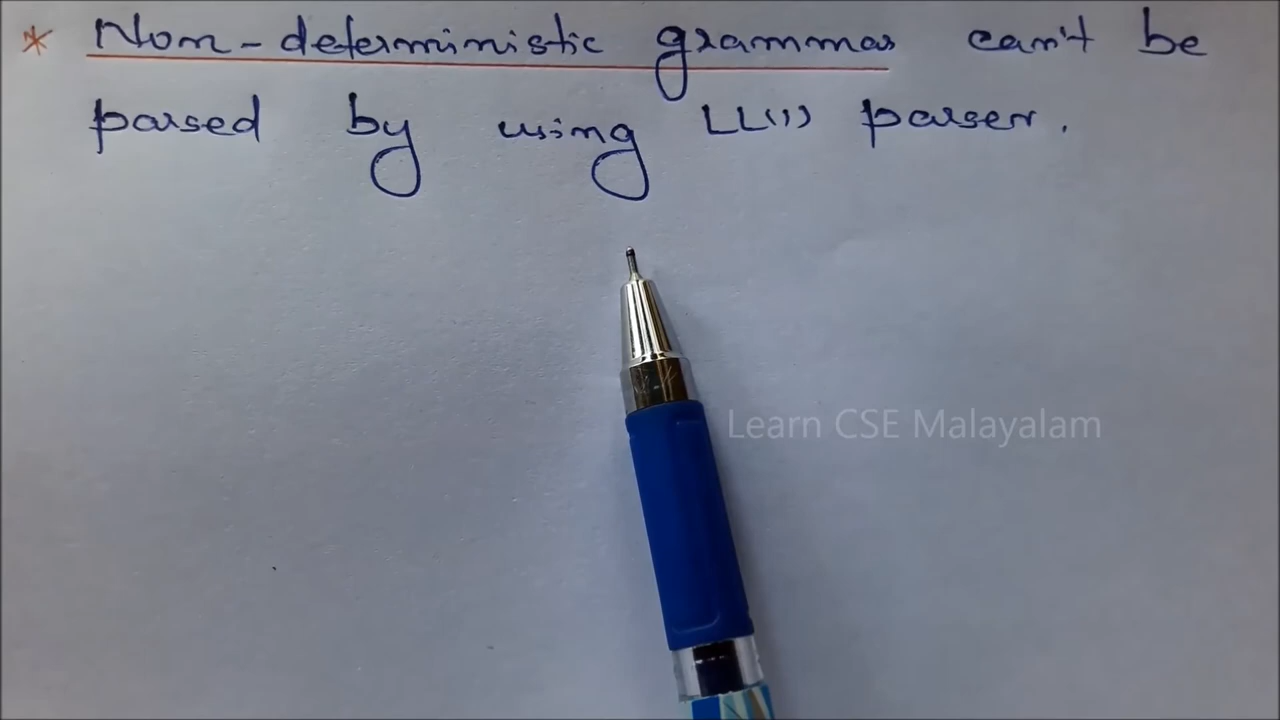 * Non-deterministic grammar can't be
parsed by using LL(1) parser.
Learn CSE Malayalam